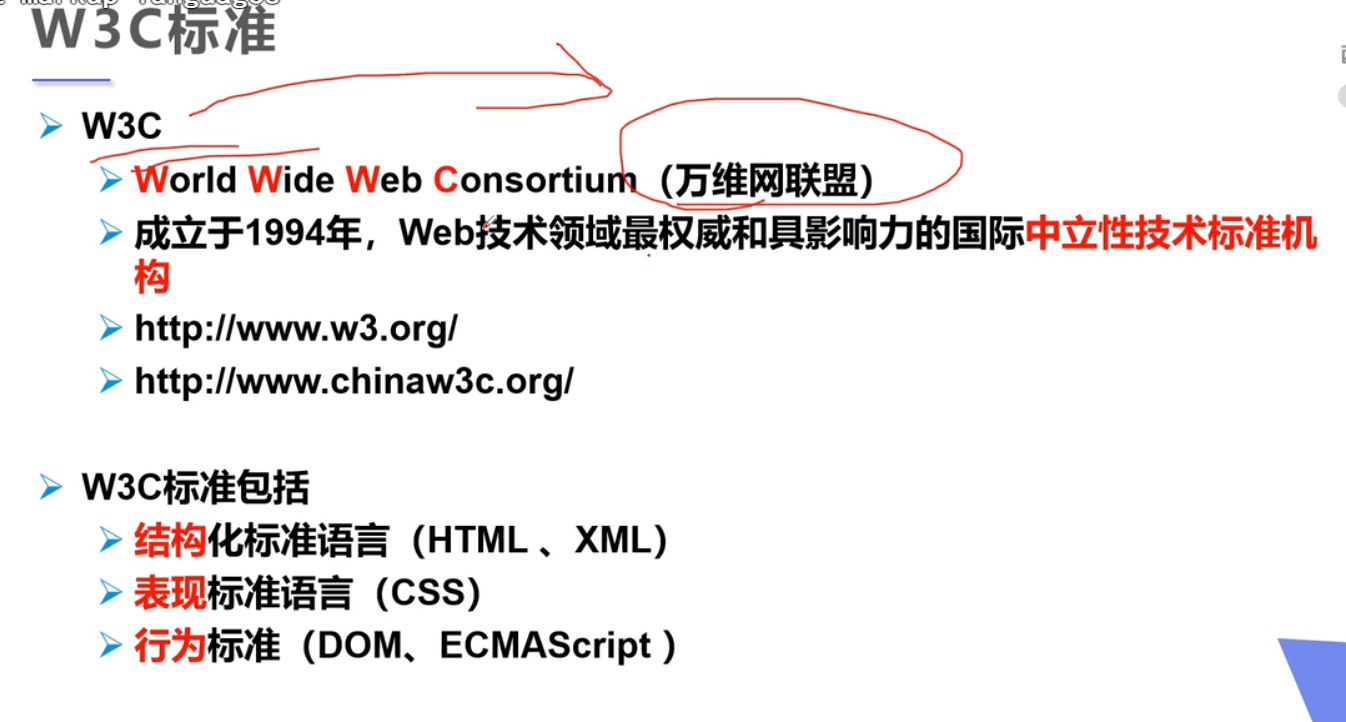 W3C标准
W3C
World Wide Web Consortium（万维网联盟）
成立于1994年，Web技术领域最权威和具影响力的国际中立性技术标准机
构
http://www.w3.org/
http://www.chinaw3c.org/
W3C标准包括
结构化标准语言（HTML 、XML）
表现标准语言（CSS）
行为标准（DOM、ECMAScript ）